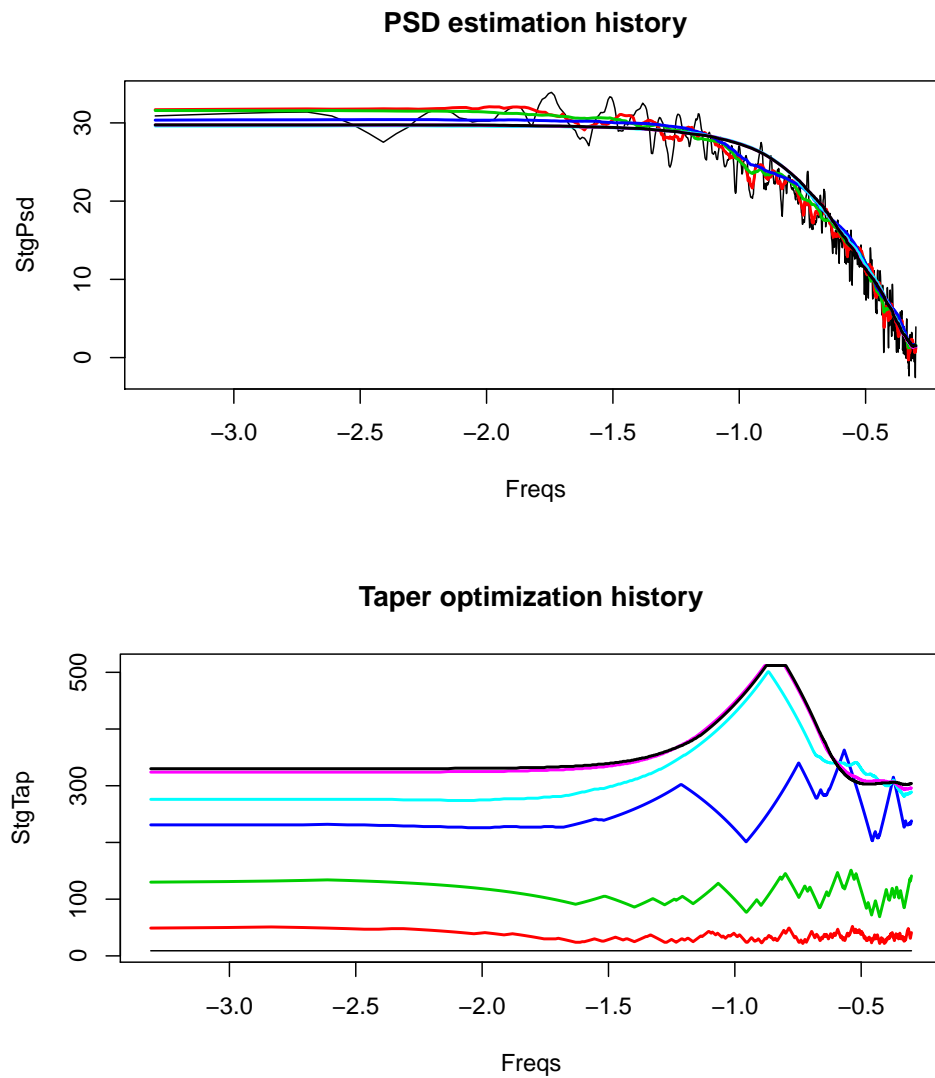 PSD estimation history
30
20
10
0
StgPsd
−3.0 −2.5 −2.0 −1.5 −1.0 −0.5
Freqs
Taper optimization history
500
300
100
0
StgTap
−3.0 −2.5 −2.0 −1.5 −1.0 −0.5
Freqs